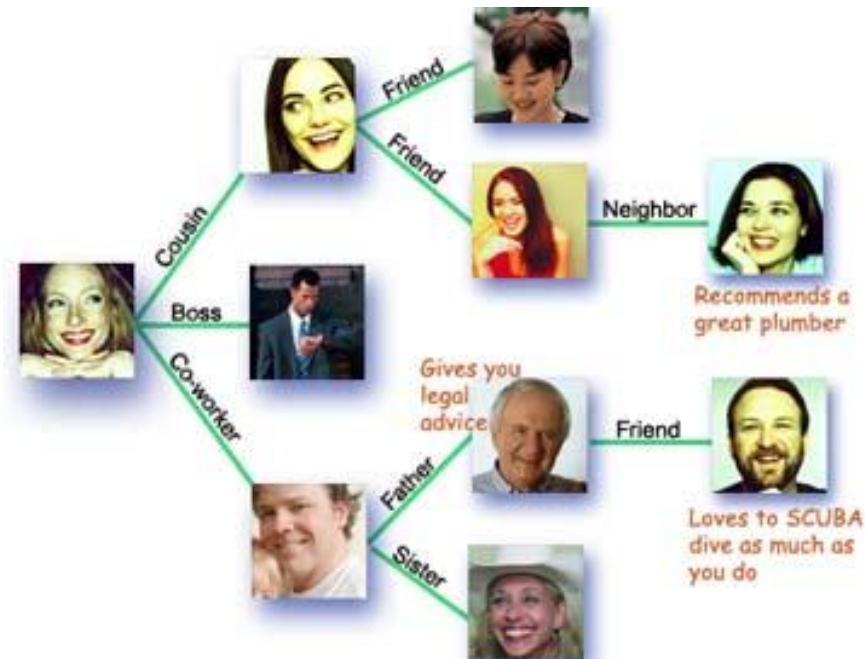 Friend
Friend
Cousin
Neighbor
Recommends a
great plumber
Boss
Co-worker
Gives you
legal
advice
Father
Friend
Sister
Loves to SCUBA
dive as much as
you do